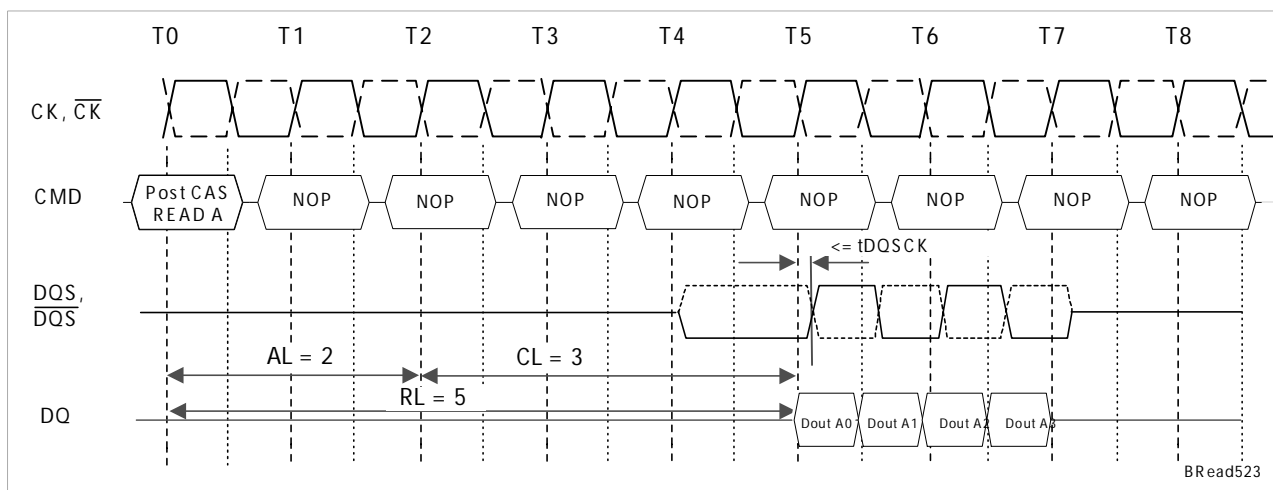 T0 T1 T2 T3 T4 T5 T6 T7 T8
CK, CK
CMD
Post CAS
READ A
NOP NOP NOP NOP NOP NOP NOP NOP
<= tDQSCK
DQS,
DQS
AL = 2
CL = 3
RL = 5
DQ
Dout A0 Dout A1 Dout A2 Dout A3
BRead523